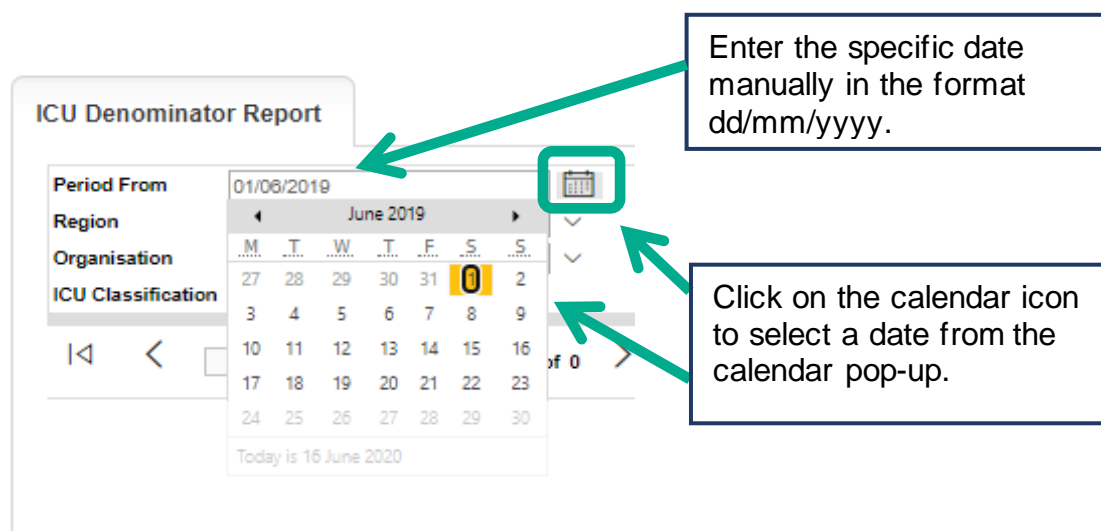 Enter the specific date
manually in the format
dd/mm/yyyy.
ICU Denominator Report
Period From 01/06/2019
Region
Organisation
ICU Classification
June 2019
M T W T F S S
27 28 29 30 31 1 2
3 4 5 6 7 8 9
10 11 12 13 14 15 16
17 18 19 20 21 22 23
24 25 26 27 28 29 30
Today is 16 June 2020
of 0
Click on the calendar icon
to select a date from the
calendar pop-up.